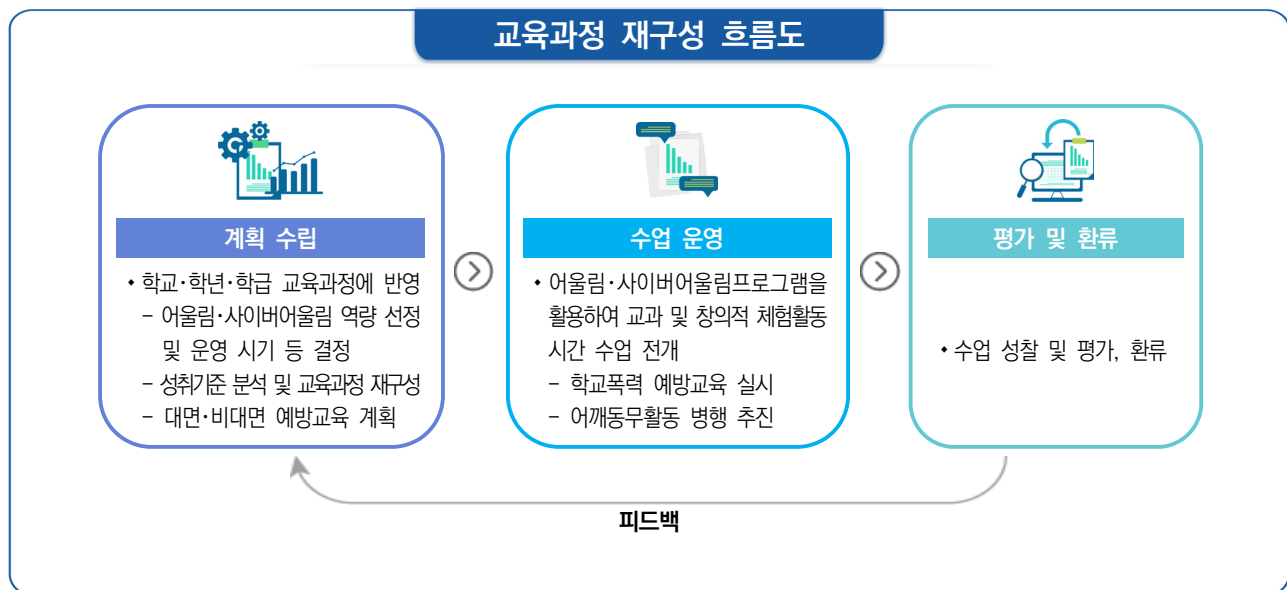 교육과정 재구성 흐름도
계획 수립
• 학교·학년·학급 교육과정에 반영
– 어울림·사이버어울림 역량 선정
및 운영 시기 등 결정
– 성취기준 분석 및 교육과정 재구성
– 대면·비대면 예방교육 계획
수업 운영
• 어울림·사이버어울림프로그램을
활용하여 교과 및 창의적 체험활동
시간 수업 전개
– 학교폭력 예방교육 실시
– 어깨동무활동 병행 추진
평가 및 환류
• 수업 성찰 및 평가, 환류
피드백